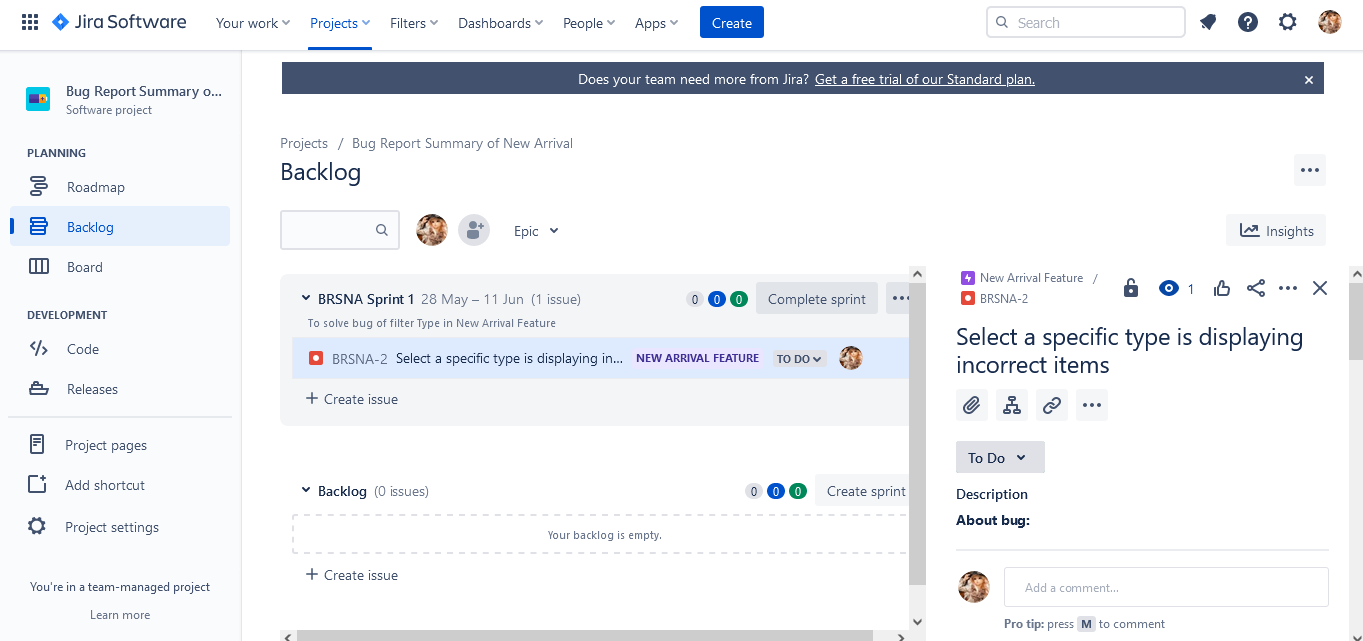 Jira Software Your work Projects Filters Dashboards People Apps Create Search
Does your team need more from Jira? Get a free trial of our Standard plan.
Bug Report Summary o...
Software project
PLANNING
Roadmap
Backlog
Board
DEVELOPMENT
Code
Releases
Project pages
Add shortcut
Project settings
You're in a team-managed project
Learn more
Projects / Bug Report Summary of New Arrival
Backlog
Epic
Insights
BRSNA Sprint 1 28 May – 11 Jun (1 issue) 0 0 0 Complete sprint
To solve bug of filter Type in New Arrival Feature
BRSNA-2 Select a specific type is displaying in... NEW ARRIVAL FEATURE TO DO
Create issue
Backlog (0 issues) 0 0 0 Create sprint
Your backlog is empty.
Create issue
New Arrival Feature /
BRSNA-2
1
Select a specific type is displaying
incorrect items
To Do
Description
About bug:
Add a comment...
Pro tip: press M to comment